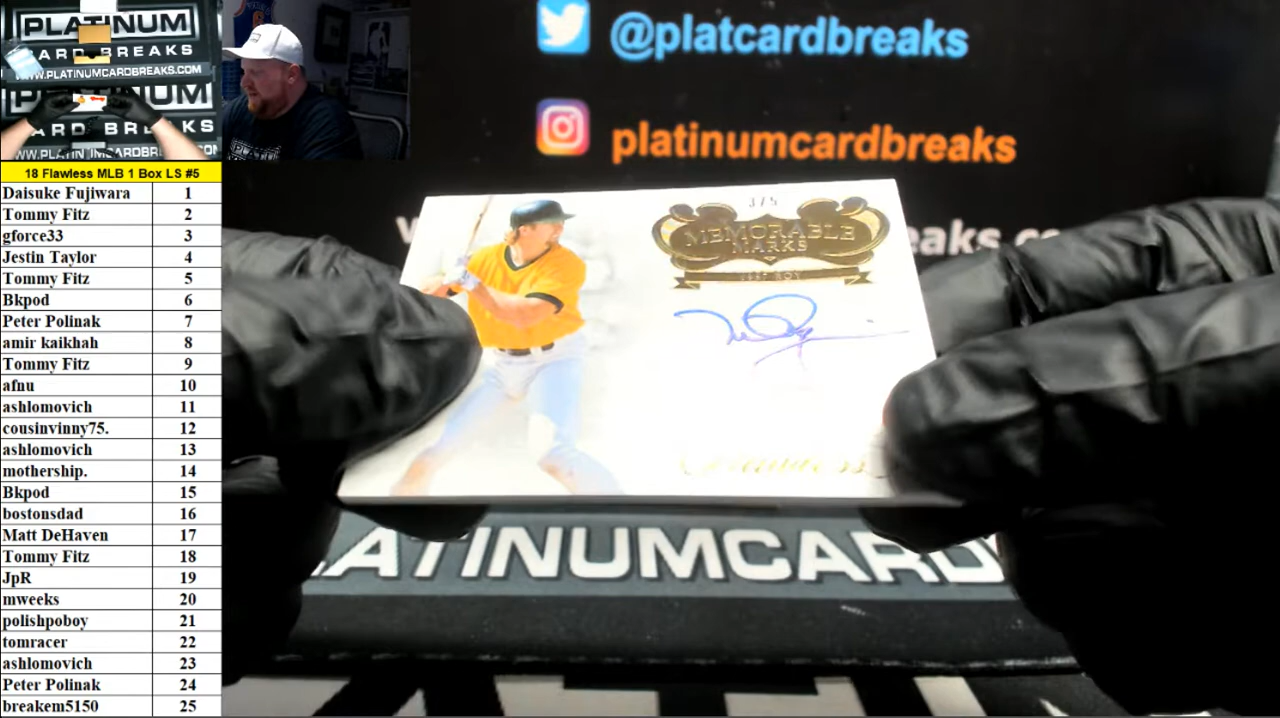 PLATINUM
CARD BREAKS
WWW.PLATINUMCARDBREAKS.COM
18 Flawless MLB 1 Box LS #5
Daisuke Fujiwara 1
Tommy Fitz 2
gforce33 3
Jestin Taylor 4
Tommy Fitz 5
Bkpod 6
Peter Polinak 7
amir kaikhah 8
Tommy Fitz 9
afnu 10
ashlomovich 11
cousinvinny75. 12
ashlomovich 13
mothership. 14
Bkpod 15
bostonsdad 16
Matt DeHaven 17
Tommy Fitz 18
JpR 19
mweeks 20
polishpoboy 21
tomracer 22
ashlomovich 23
Peter Polinak 24
breakem5150 25
@platcardbreaks
platinumcardbreaks
3/5
MEMORABLE
MARKS
PLATINUMCARD